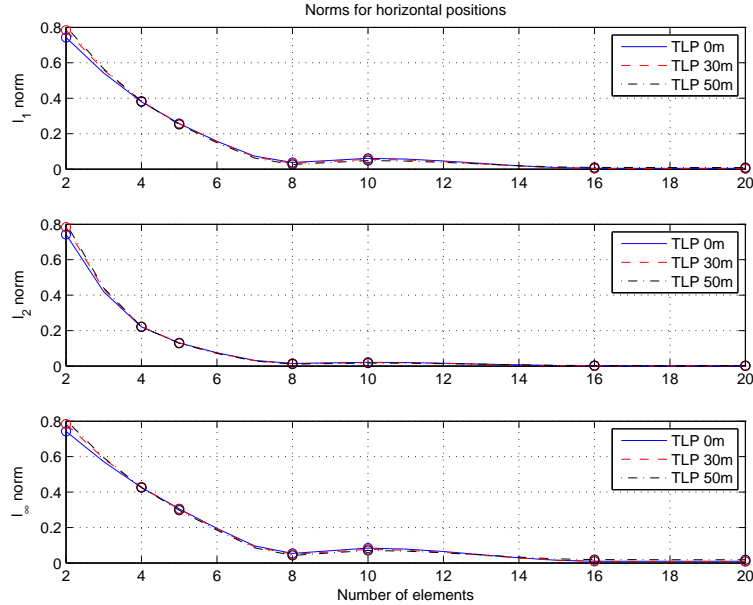 Norms for horizontal positions
0.8
0.6
0.4
0.2
0
l₁ norm
TLP 0m
TLP 30m
TLP 50m
2 4 6 8 10 12 14 16 18 20
0.8
0.6
0.4
0.2
0
l₂ norm
TLP 0m
TLP 30m
TLP 50m
2 4 6 8 10 12 14 16 18 20
0.8
0.6
0.4
0.2
0
l∞ norm
TLP 0m
TLP 30m
TLP 50m
2 4 6 8 10 12 14 16 18 20
Number of elements